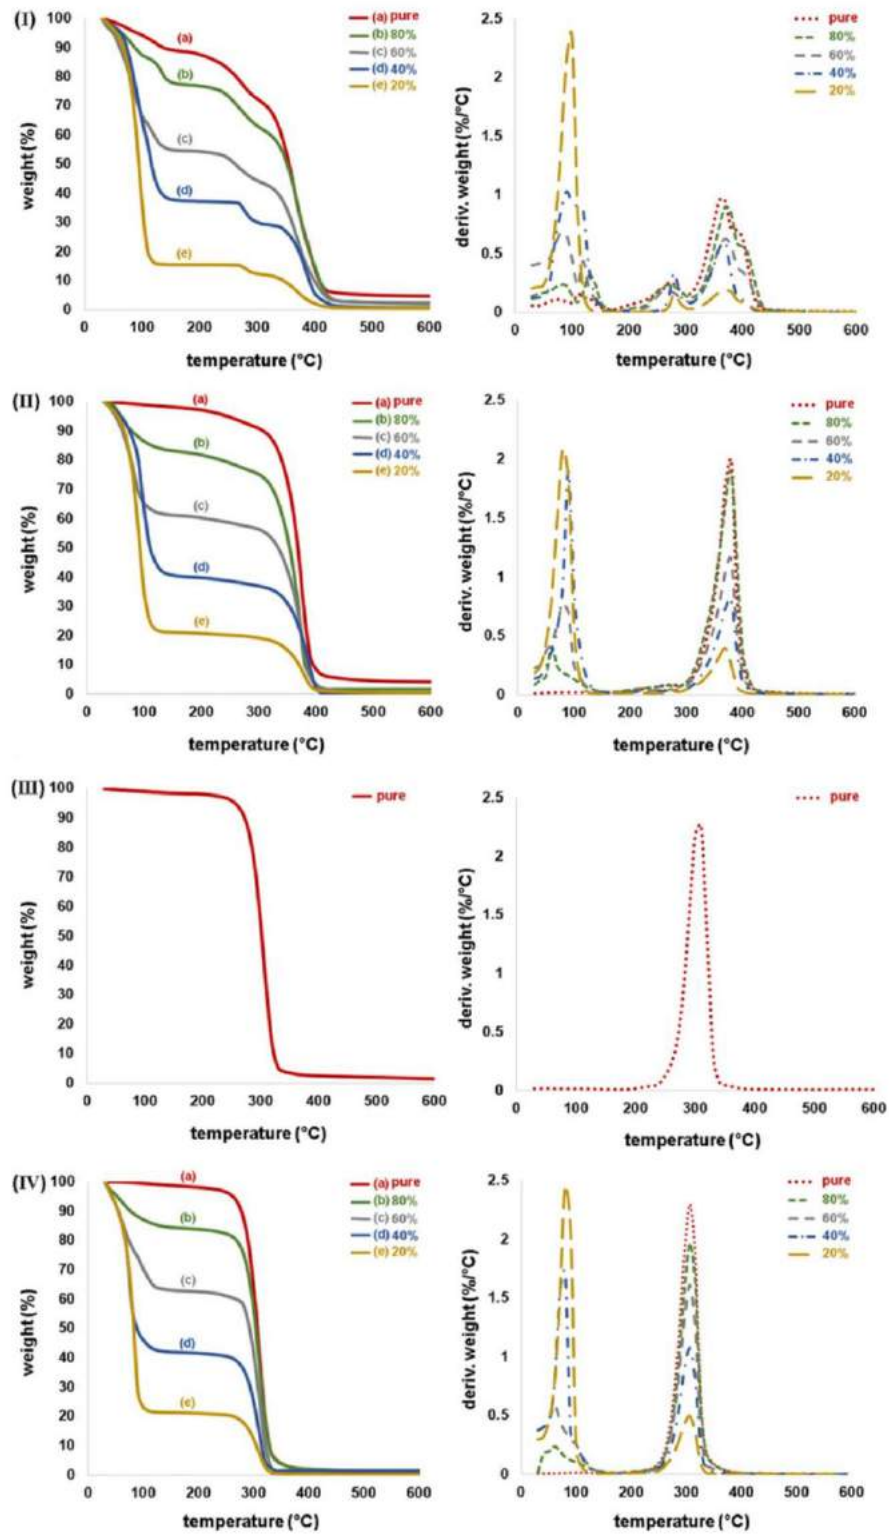 (I)
100
90
80
70
60
50
40
30
20
10
0
weight (%)
0 100 200 300 400 500 600
temperature (°C)
(a)
(b)
(c)
(d)
(e)
(a) pure
(b) 80%
(c) 60%
(d) 40%
(e) 20%
2.5
2
1.5
1
0.5
0
deriv. weight (%/°C)
0 100 200 300 400 500 600
temperature (°C)
pure
80%
60%
40%
20%
(II)
100
90
80
70
60
50
40
30
20
10
0
weight (%)
0 100 200 300 400 500 600
temperature (°C)
(a)
(b)
(c)
(d)
(e)
(a) pure
(b) 80%
(c) 60%
(d) 40%
(e) 20%
2.5
2
1.5
1
0.5
0
deriv. weight (%/°C)
0 100 200 300 400 500 600
temperature (°C)
pure
80%
60%
40%
20%
(III)
100
90
80
70
60
50
40
30
20
10
0
weight (%)
0 100 200 300 400 500 600
temperature (°C)
pure
2.5
2
1.5
1
0.5
0
deriv. weight (%/°C)
0 100 200 300 400 500 600
temperature (°C)
pure
(IV)
100
90
80
70
60
50
40
30
20
10
0
weight (%)
0 100 200 300 400 500 600
temperature (°C)
(a)
(b)
(c)
(d)
(e)
(a) pure
(b) 80%
(c) 60%
(d) 40%
(e) 20%
2.5
2
1.5
1
0.5
0
deriv. weight (%/°C)
0 100 200 300 400 500 600
temperature (°C)
pure
80%
60%
40%
20%